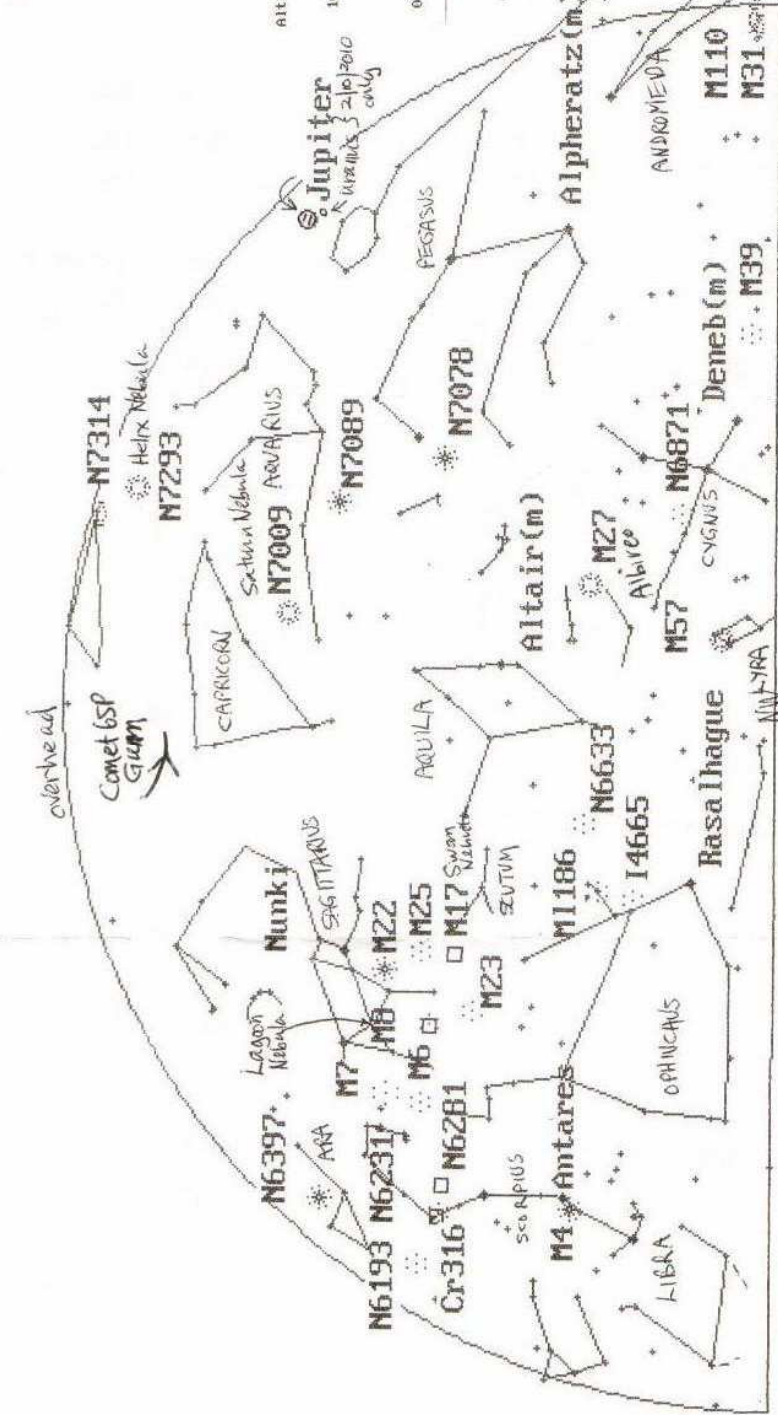 overhead
Comet 65P
Gunn
N7314
Helix Nebula
N7293
Jupiter
Uranus } 2/10/2010
only
Alt
CAPRICORN
Saturn Nebula
N7009
AQUARIUS
N7089
PEGASUS
N7078
Alpheratz(m)
ANDROMEDA
M110
M31
Nunki
SAGITTARIUS
Lagoon
Nebula
M22
M25
M17
Swan
Nebula
SCUTUM
M23
M8
M7
M6
N6397
ARA
N6231
N6193
N6281
Cr316
SCORPIUS
M4
Antares
LIBRA
OPHINCHUS
M1186
I4665
N6633
Rasalhague
AQUILA
Altair(m)
M27
Albireo
M57
N6871
CYGNUS
Deneb(m)
M39
LYRA